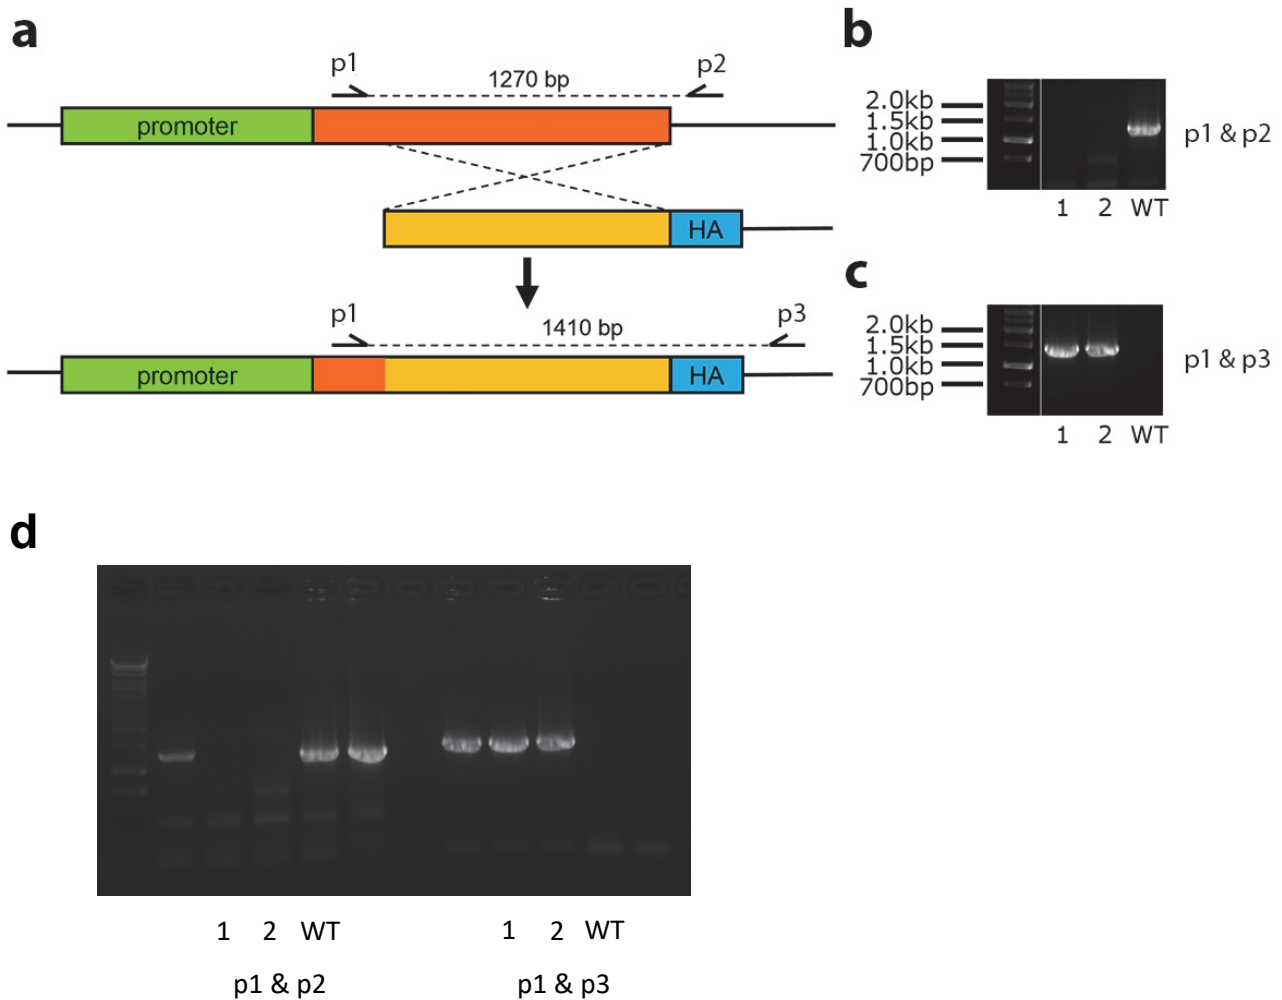 a
p1
1270 bp
p2
promoter
HA
p1
1410 bp
p3
promoter
HA
b
2.0kb
1.5kb
1.0kb
700bp
p1 & p2
1 2 WT
c
2.0kb
1.5kb
1.0kb
700bp
p1 & p3
1 2 WT
d
1 2 WT 1 2 WT
p1 & p2 p1 & p3